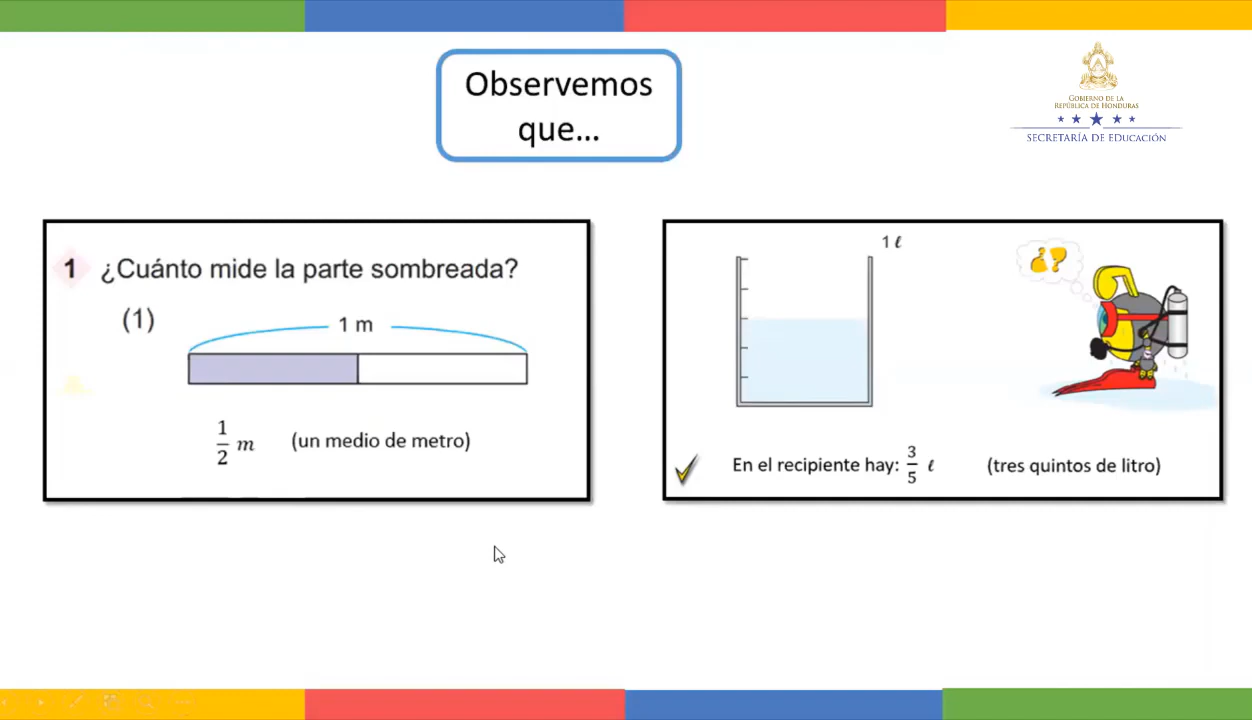 Observemos
que...
GOBIERNO DE LA
REPÚBLICA DE HONDURAS
SECRETARÍA DE EDUCACIÓN
1 ¿Cuánto mide la parte sombreada?
(1)
1 m
1/2 m (un medio de metro)
1 ℓ
¿?
En el recipiente hay: 3/5 ℓ (tres quintos de litro)